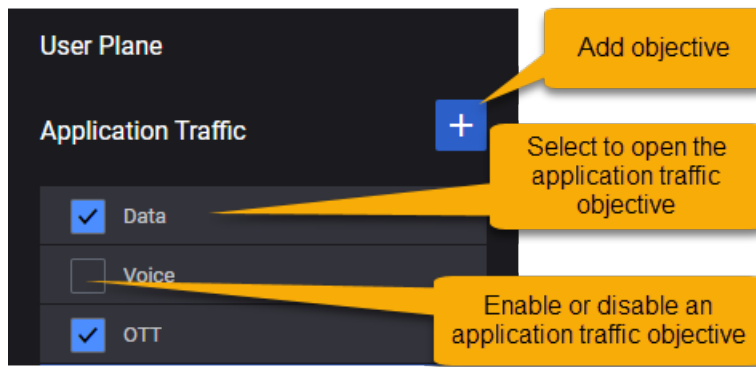 User Plane
Add objective
Application Traffic
+
Select to open the
application traffic
objective
Data
Voice
Enable or disable an
application traffic objective
OTT